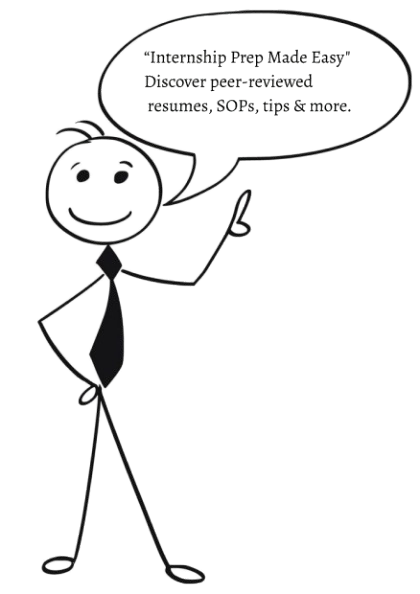 “Internship Prep Made Easy"
Discover peer-reviewed
resumes, SOPs, tips & more.